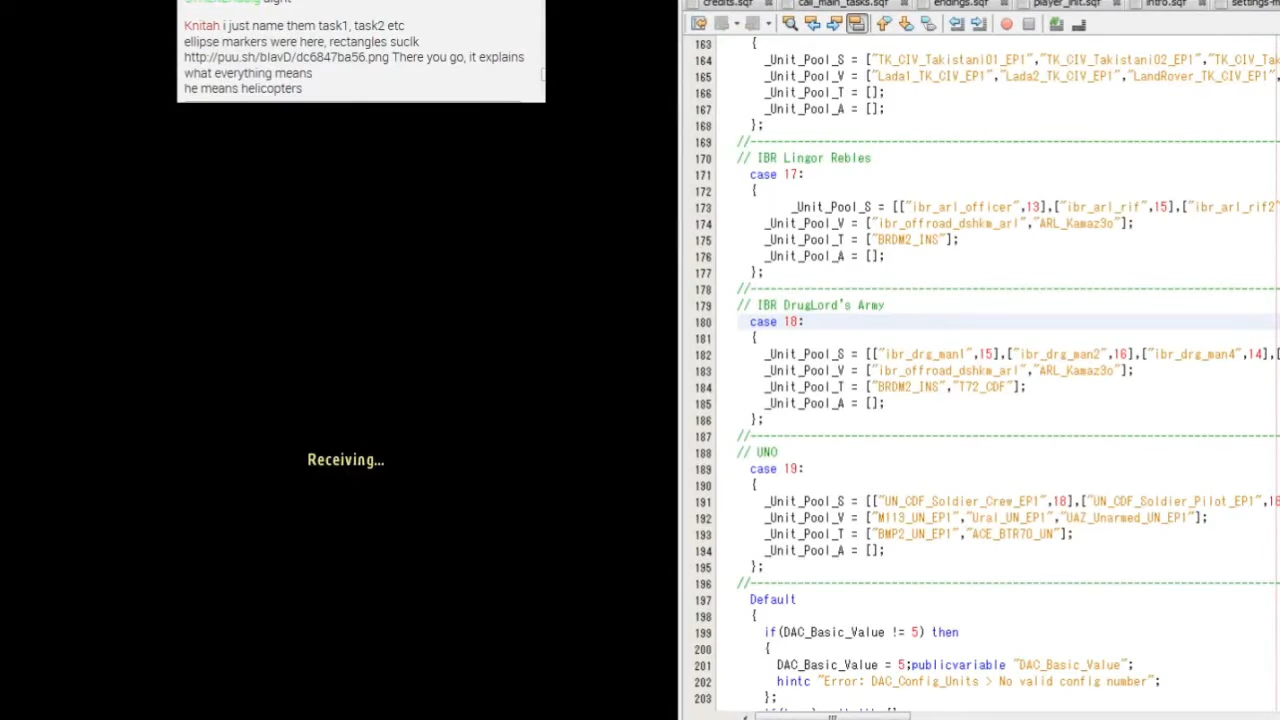 alight
Knitah i just name them task1, task2 etc
ellipse markers were here, rectangles suclk
http://puu.sh/blavD/dc6847ba56.png There you go, it explains
what everything means
he means helicopters
Receiving...
credits.sqf call_main_tasks.sqf endings.sqf player_init.sqf intro.sqf settings-m
163 {
164 _Unit_Pool_S = ["TK_CIV_Takistani01_EP1","TK_CIV_Takistani02_EP1","TK_CIV_Takistan
165 _Unit_Pool_V = ["Lada1_TK_CIV_EP1","Lada2_TK_CIV_EP1","LandRover_TK_CIV_EP1"
166 _Unit_Pool_T = [];
167 _Unit_Pool_A = [];
168 };
169 //----------------------------------------------------------------------------
170 // IBR Lingor Rebles
171 case 17:
172 {
173 _Unit_Pool_S = [["ibr_arl_officer",13],["ibr_arl_rif",15],["ibr_arl_rif2"
174 _Unit_Pool_V = ["ibr_offroad_dshkm_arl","ARL_Kamaz3o"];
175 _Unit_Pool_T = ["BRDM2_INS"];
176 _Unit_Pool_A = [];
177 };
178 //----------------------------------------------------------------------------
179 // IBR DrugLord's Army
180 case 18:
181 {
182 _Unit_Pool_S = [["ibr_drg_man1",15],["ibr_drg_man2",16],["ibr_drg_man4",14],[
183 _Unit_Pool_V = ["ibr_offroad_dshkm_arl","ARL_Kamaz3o"];
184 _Unit_Pool_T = ["BRDM2_INS","T72_CDF"];
185 _Unit_Pool_A = [];
186 };
187 //----------------------------------------------------------------------------
188 // UNO
189 case 19:
190 {
191 _Unit_Pool_S = [["UN_CDF_Soldier_Crew_EP1",18],["UN_CDF_Soldier_Pilot_EP1",18
192 _Unit_Pool_V = ["M113_UN_EP1","Ural_UN_EP1","UAZ_Unarmed_UN_EP1"];
193 _Unit_Pool_T = ["BMP2_UN_EP1","ACE_BTR70_UN"];
194 _Unit_Pool_A = [];
195 };
196 //----------------------------------------------------------------------------
197 Default
198 {
199 if(DAC_Basic_Value != 5) then
200 {
201 DAC_Basic_Value = 5;publicvariable "DAC_Basic_Value";
202 hintc "Error: DAC_Config_Units > No valid config number";
203 };